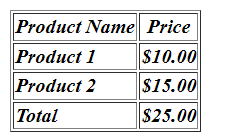 Product Name Price
Product 1 $10.00
Product 2 $15.00
Total $25.00